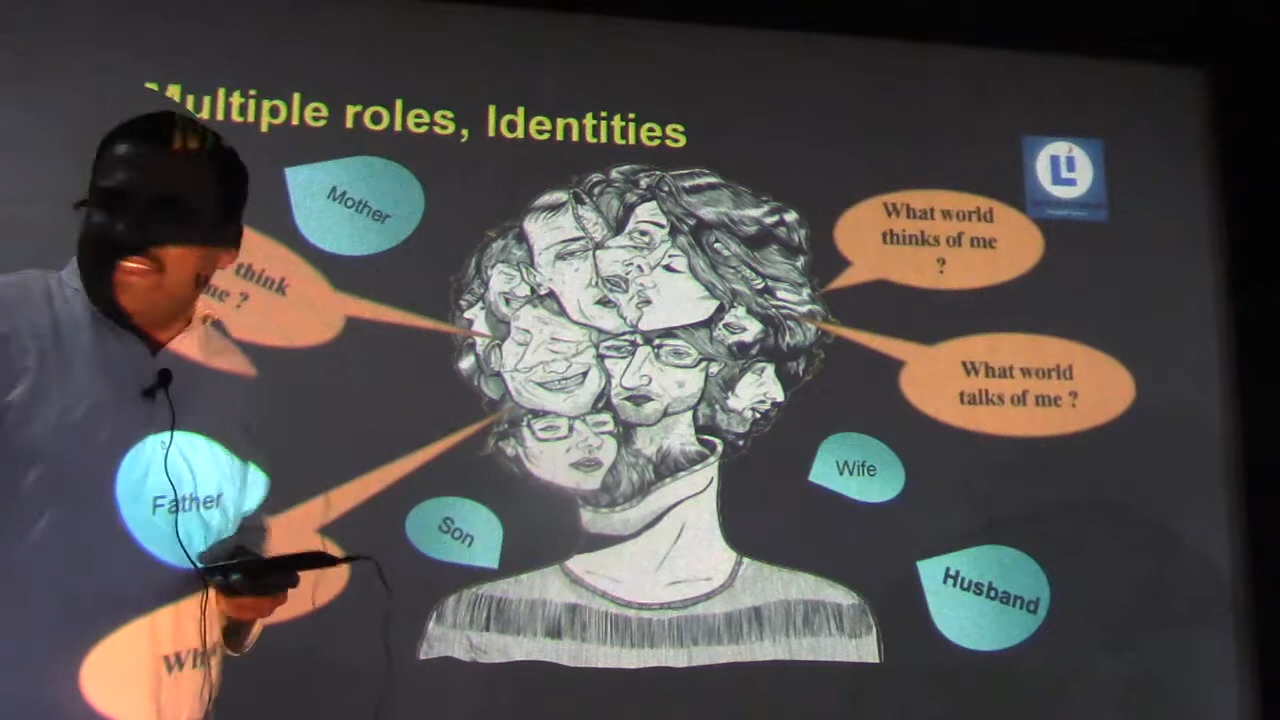 Multiple roles, Identities
Mother
What world
thinks of me
?
think
me ?
What world
talks of me ?
Wife
Father
Son
Husband